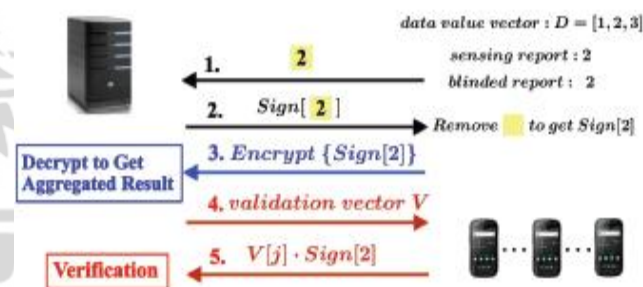 data value vector : D = [1, 2, 3]
1. 2
sensing report : 2
blinded report : 2
2. Sign[ 2 ]
Remove to get Sign[2]
3. Encrypt {Sign[2]}
Decrypt to Get
Aggregated Result
4. validation vector V
5. V[j] · Sign[2]
Verification